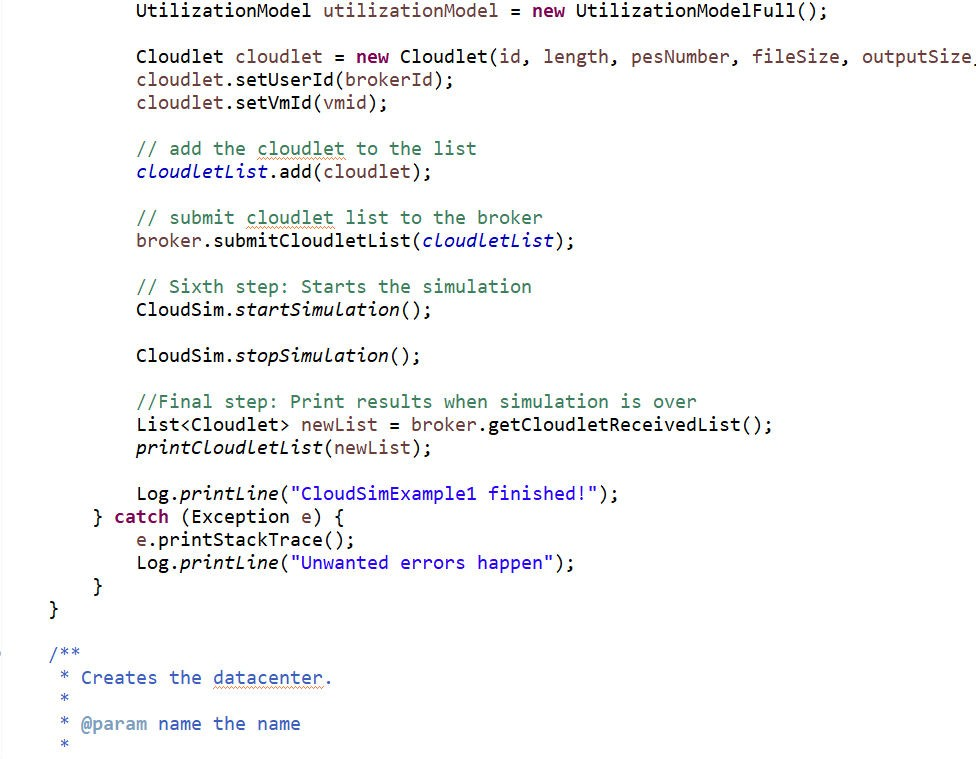 UtilizationModel utilizationModel = new UtilizationModelFull();
Cloudlet cloudlet = new Cloudlet(id, length, pesNumber, fileSize, outputSize,
cloudlet.setUserId(brokerId);
cloudlet.setVmId(vmid);
// add the cloudlet to the list
cloudletList.add(cloudlet);
// submit cloudlet list to the broker
broker.submitCloudletList(cloudletList);
// Sixth step: Starts the simulation
CloudSim.startSimulation();
CloudSim.stopSimulation();
//Final step: Print results when simulation is over
List<Cloudlet> newList = broker.getCloudletReceivedList();
printCloudletList(newList);
Log.printLine("CloudSimExample1 finished!");
} catch (Exception e) {
e.printStackTrace();
Log.printLine("Unwanted errors happen");
}
}
/**
* Creates the datacenter.
*
* @param name the name
*